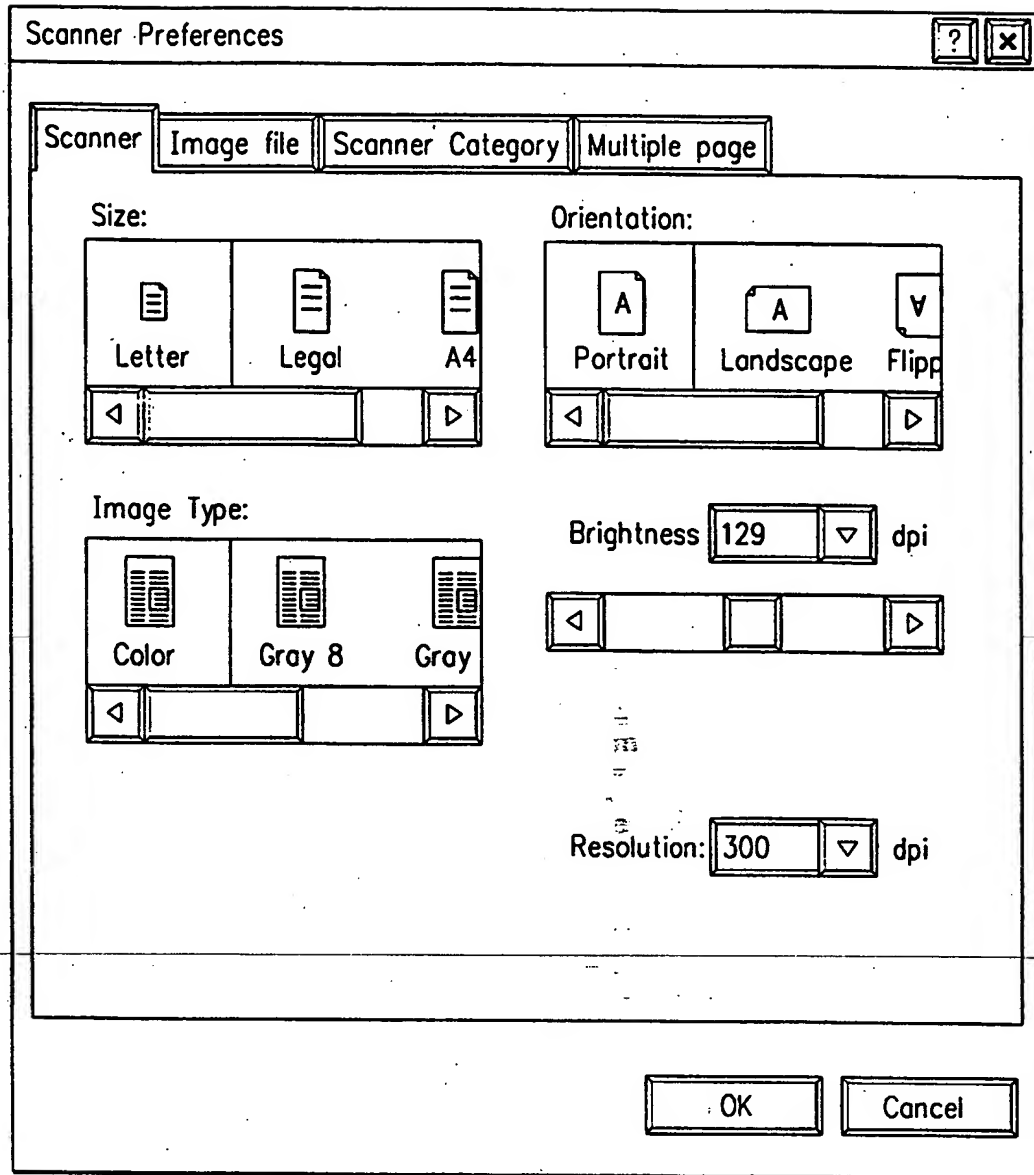 Scanner Preferences ? ×
Scanner Image file Scanner Category Multiple page
Size:
Letter Legal A4
Orientation:
A A A
Portrait Landscape Flipp
Image Type:
Color Gray 8 Gray
Brightness 129 dpi
Resolution: 300 dpi
OK Cancel